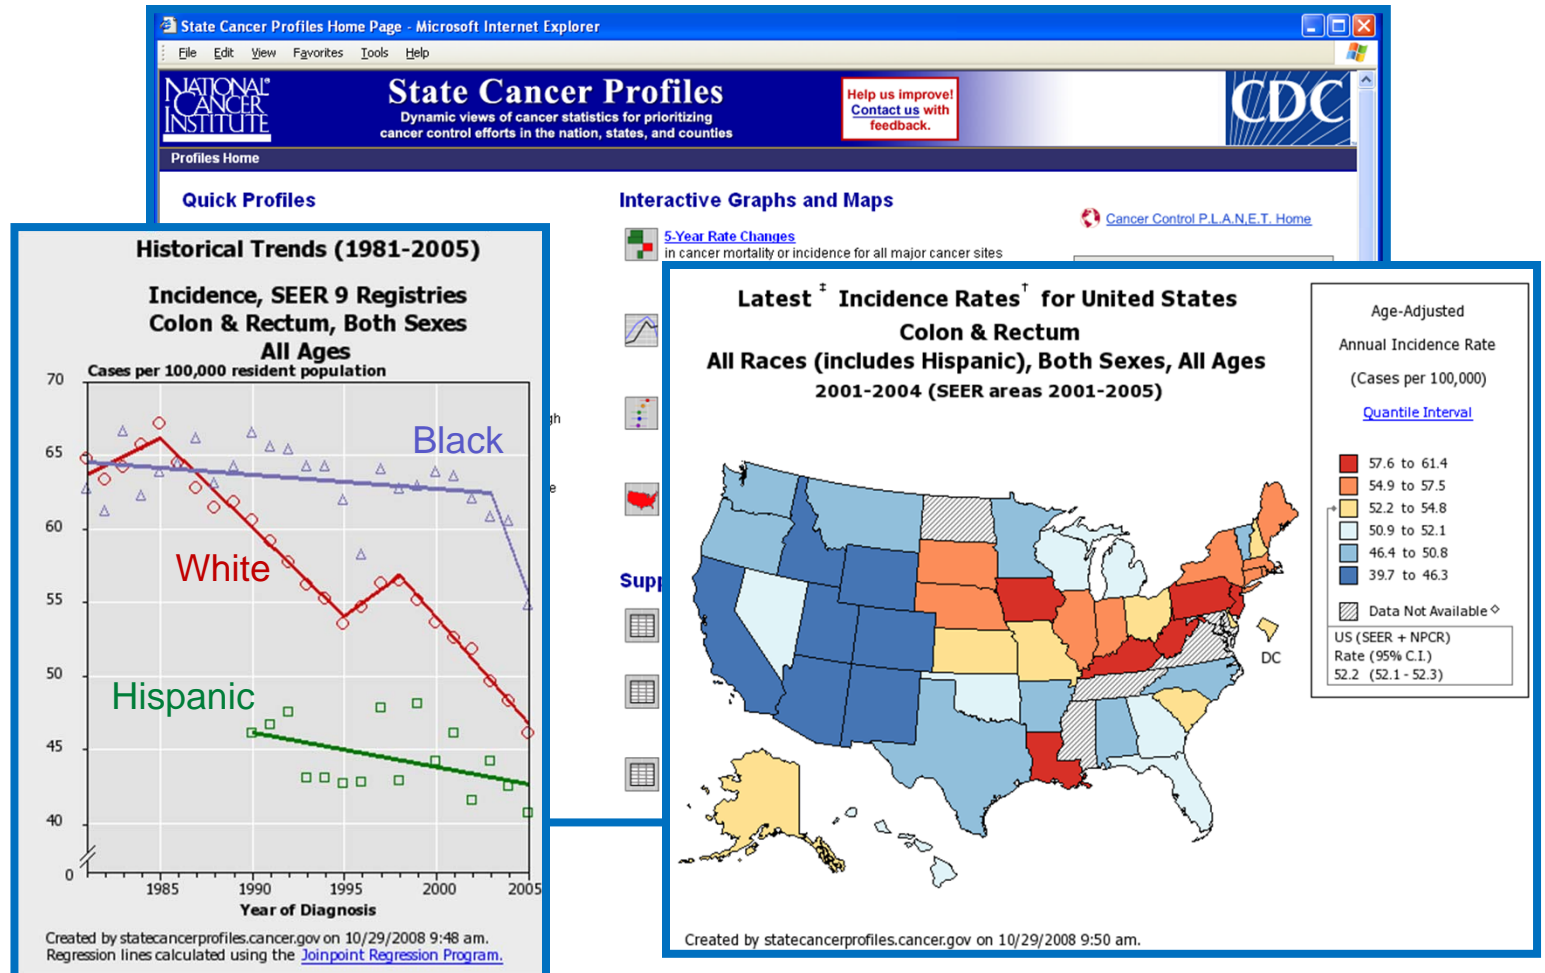 State Cancer Profiles Home Page - Microsoft Internet Explorer
File Edit View Favorites Tools Help
NATIONAL
CANCER
INSTITUTE
State Cancer Profiles
Dynamic views of cancer statistics for prioritizing
cancer control efforts in the nation, states, and counties
Help us improve!
Contact us with
feedback.
CDC
Profiles Home
Quick Profiles
Interactive Graphs and Maps
Cancer Control P.L.A.N.E.T. Home
5-Year Rate Changes
in cancer mortality or incidence for all major cancer sites
gh
e
Supp
Historical Trends (1981-2005)
Incidence, SEER 9 Registries
Colon & Rectum, Both Sexes
All Ages
Cases per 100,000 resident population
70
65
60
55
50
45
40
0
Black
White
Hispanic
1985 1990 1995 2000 2005
Year of Diagnosis
Created by statecancerprofiles.cancer.gov on 10/29/2008 9:48 am.
Regression lines calculated using the Joinpoint Regression Program.
Latest ‡ Incidence Rates† for United States
Colon & Rectum
All Races (includes Hispanic), Both Sexes, All Ages
2001-2004 (SEER areas 2001-2005)
DC
Age-Adjusted
Annual Incidence Rate
(Cases per 100,000)
Quantile Interval
57.6 to 61.4
54.9 to 57.5
52.2 to 54.8
50.9 to 52.1
46.4 to 50.8
39.7 to 46.3
Data Not Available ◇
US (SEER + NPCR)
Rate (95% C.I.)
52.2 (52.1 - 52.3)
Created by statecancerprofiles.cancer.gov on 10/29/2008 9:50 am.